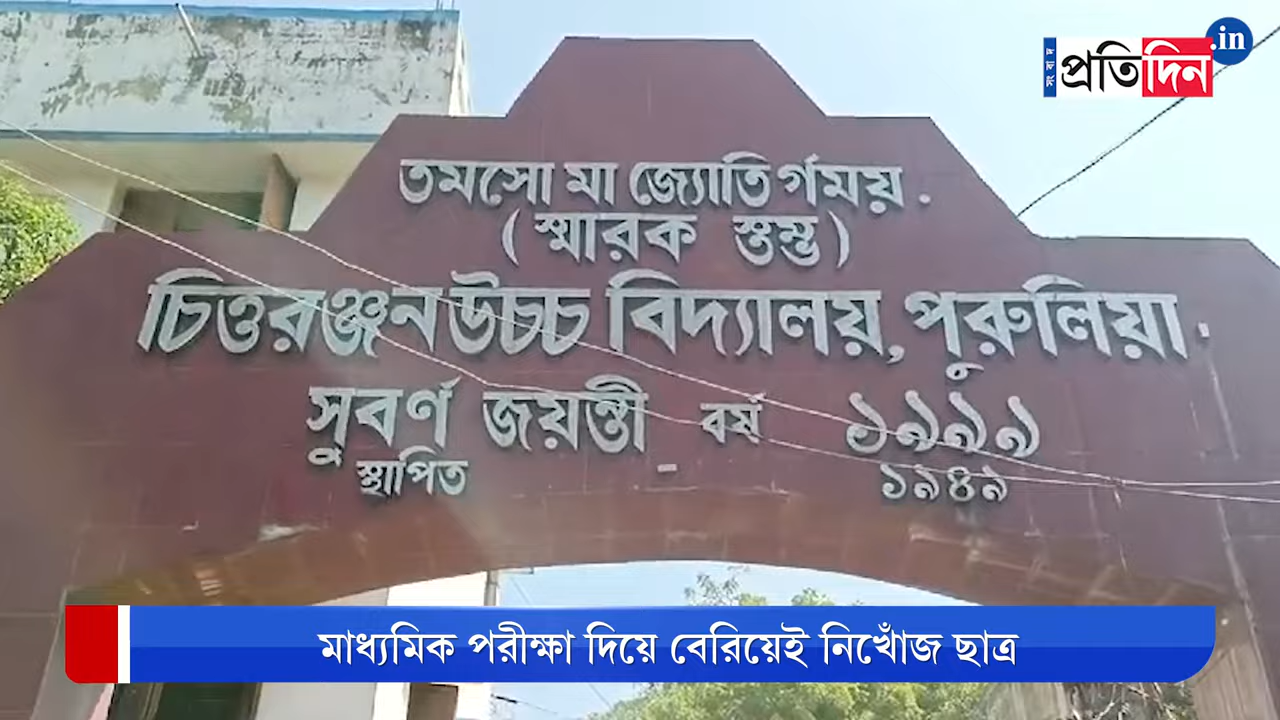 সংবাদ প্রতিদিন .in
তমসো মা জ্যোতির্গময় .
(স্মারক স্তম্ভ)
চিত্তরঞ্জন উচ্চ বিদ্যালয়, পুরুলিয়া .
সুবর্ণ জয়ন্তী বর্ষ ১৯৯৯
স্থাপিত - ১৯৪৯
মাধ্যমিক পরীক্ষা দিয়ে বেরিয়েই নিখোঁজ ছাত্র